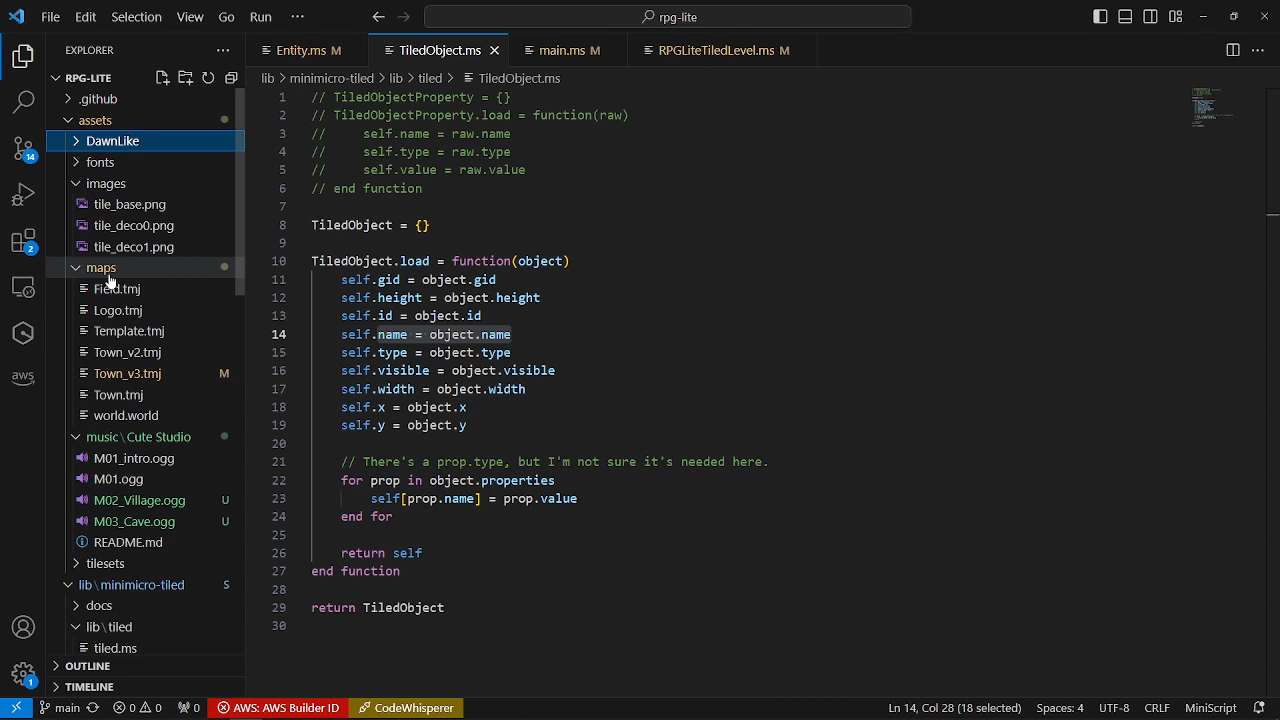 File Edit Selection View Go Run ··· rpg-lite
EXPLORER ···
Entity.ms M TiledObject.ms main.ms M RPGLiteTiledLevel.ms M ···
RPG-LITE
lib > minimicro-tiled > lib > tiled > TiledObject.ms
.github
assets
DawnLike
fonts
images
tile_base.png
tile_deco0.png
tile_deco1.png
maps
Field.tmj
Logo.tmj
Template.tmj
Town_v2.tmj
Town_v3.tmj M
Town.tmj
world.world
music\Cute Studio
M01_intro.ogg
M01.ogg
M02_Village.ogg U
M03_Cave.ogg U
README.md
tilesets
lib\minimicro-tiled S
docs
lib\tiled
tiled.ms
OUTLINE
TIMELINE
14
2
aws
1
1 // TiledObjectProperty = {}
2 // TiledObjectProperty.load = function(raw)
3 //     self.name = raw.name
4 //     self.type = raw.type
5 //     self.value = raw.value
6 // end function
7
8 TiledObject = {}
9
10 TiledObject.load = function(object)
11     self.gid = object.gid
12     self.height = object.height
13     self.id = object.id
14     self.name = object.name
15     self.type = object.type
16     self.visible = object.visible
17     self.width = object.width
18     self.x = object.x
19     self.y = object.y
20
21     // There's a prop.type, but I'm not sure it's needed here.
22     for prop in object.properties
23         self[prop.name] = prop.value
24     end for
25
26     return self
27 end function
28
29 return TiledObject
30
main 0 0 0 AWS: AWS Builder ID CodeWhisperer Ln 14, Col 28 (18 selected) Spaces: 4 UTF-8 CRLF MiniScript